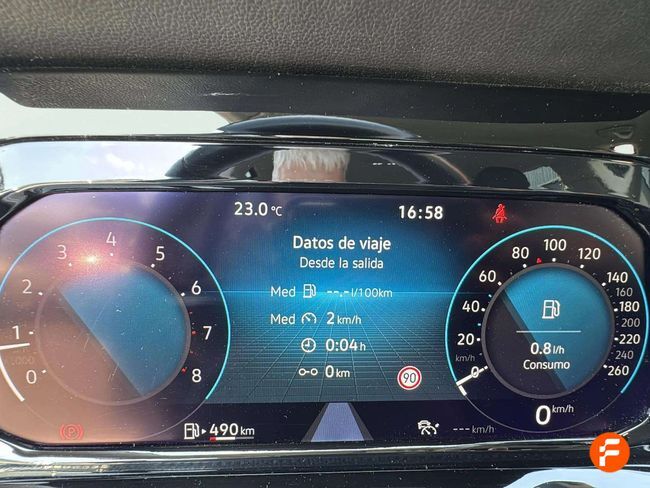 23.0 °C 16:58
Datos de viaje
Desde la salida
Med --.- l/100km
Med 2 km/h
0:04 h
0 km
90
0 1 2 3 4 5 6 7 8
km/h 0 20 40 60 80 100 120 140 160 180 200 220 240 260
0.8 l/h
Consumo
0 km/h
P
490 km
--- km/h